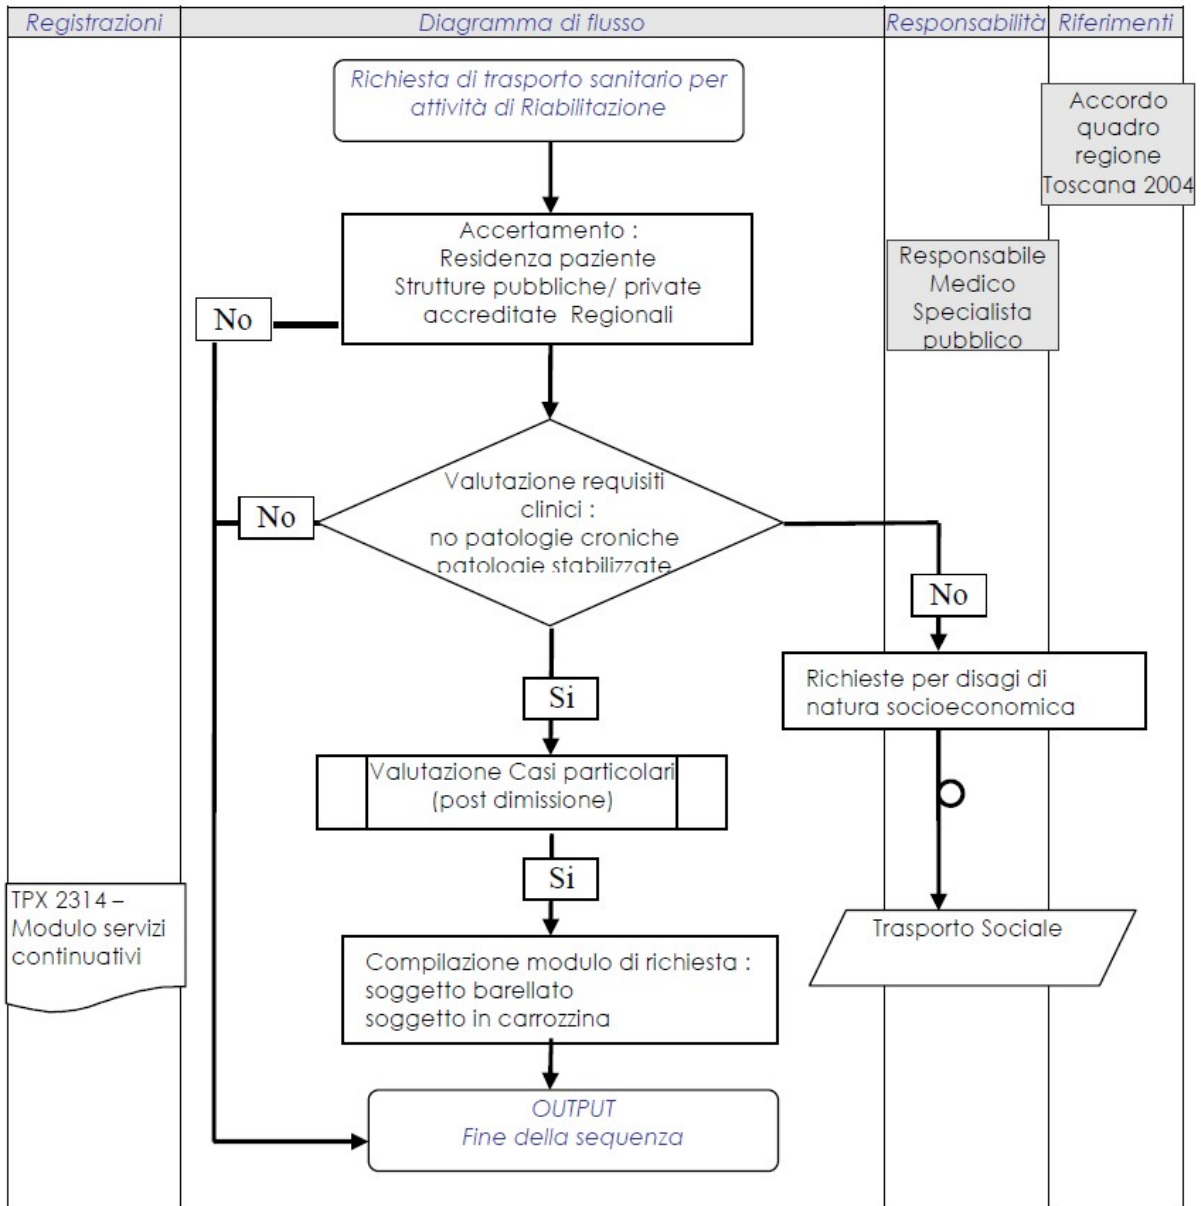 Registrazioni
Diagramma di flusso
Responsabilità
Riferimenti
Richiesta di trasporto sanitario per
attività di Riabilitazione
Accordo
quadro
regione
Toscana 2004
Accertamento :
Residenza paziente
Strutture pubbliche/ private
accreditate Regionali
Responsabile
Medico
Specialista
pubblico
No
Valutazione requisiti
clinici :
no patologie croniche
patologie stabilizzate
No
No
Si
Richieste per disagi di
natura socioeconomica
Valutazione Casi particolari
(post dimissione)
Si
TPX 2314 –
Modulo servizi
continuativi
Trasporto Sociale
Compilazione modulo di richiesta :
soggetto barellato
soggetto in carrozzina
OUTPUT
Fine della sequenza